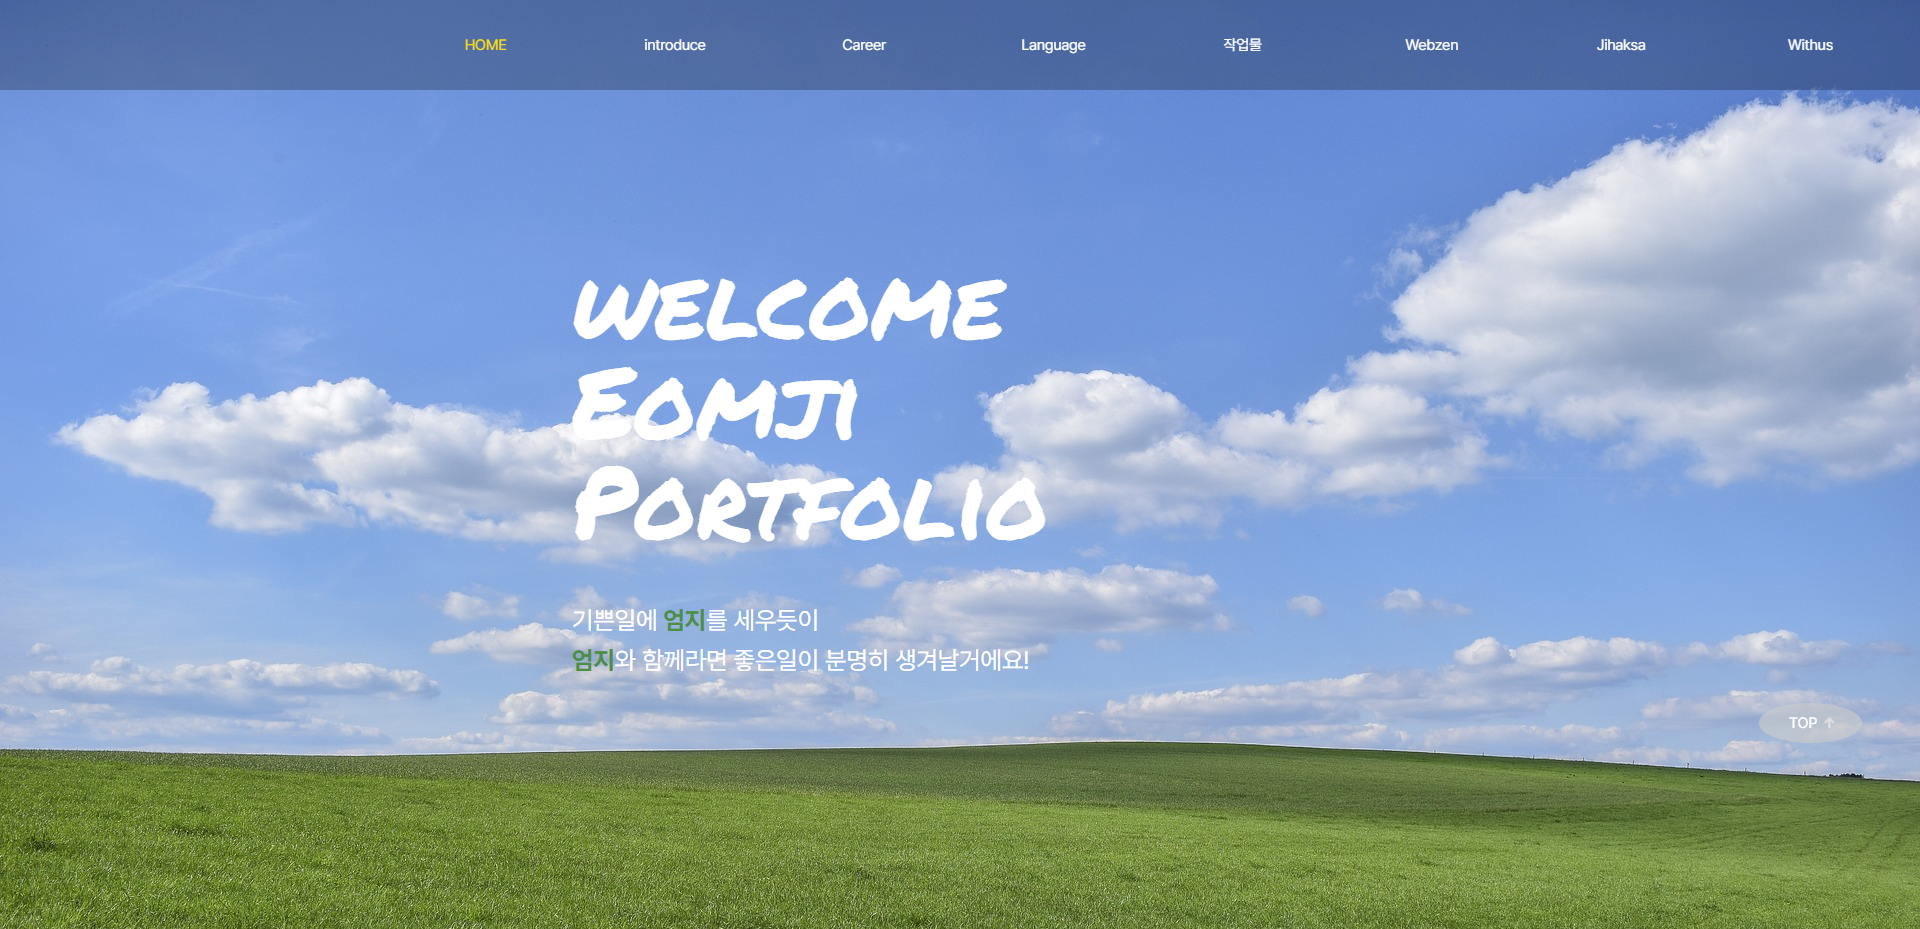 HOME introduce Career Language 작업물 Webzen Jihaksa Withus
WELCOME
EOMJI
PORTFOLIO
기쁜일에 엄지를 세우듯이
엄지와 함께라면 좋은일이 분명히 생겨날거에요!
TOP ↑